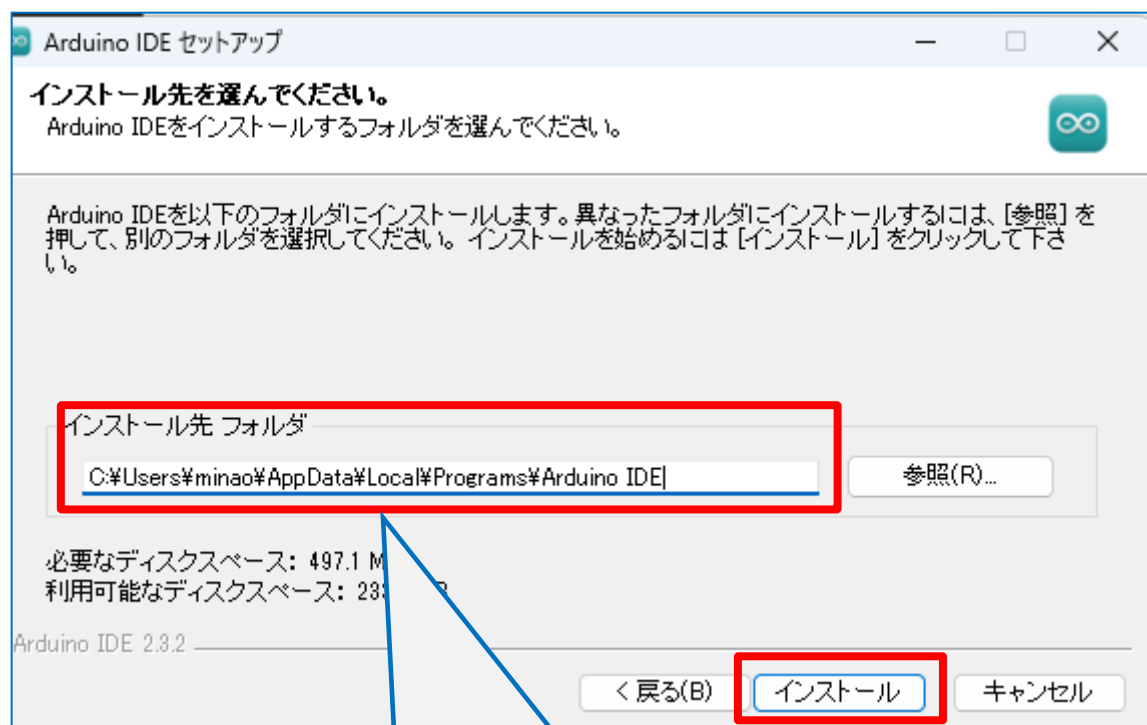 Arduino IDE セットアップ
インストール先を選んでください。
Arduino IDEをインストールするフォルダを選んでください。
Arduino IDEを以下のフォルダにインストールします。異なったフォルダにインストールするには、[参照] を
押して、別のフォルダを選択してください。インストールを始めるには [インストール] をクリックして下さ
い。
インストール先 フォルダ
C:¥Users¥minao¥AppData¥Local¥Programs¥Arduino IDE
参照(R)...
必要なディスクスペース: 497.1 M
利用可能なディスクスペース:
Arduino IDE 2.3.2
< 戻る(B)
インストール
キャンセル